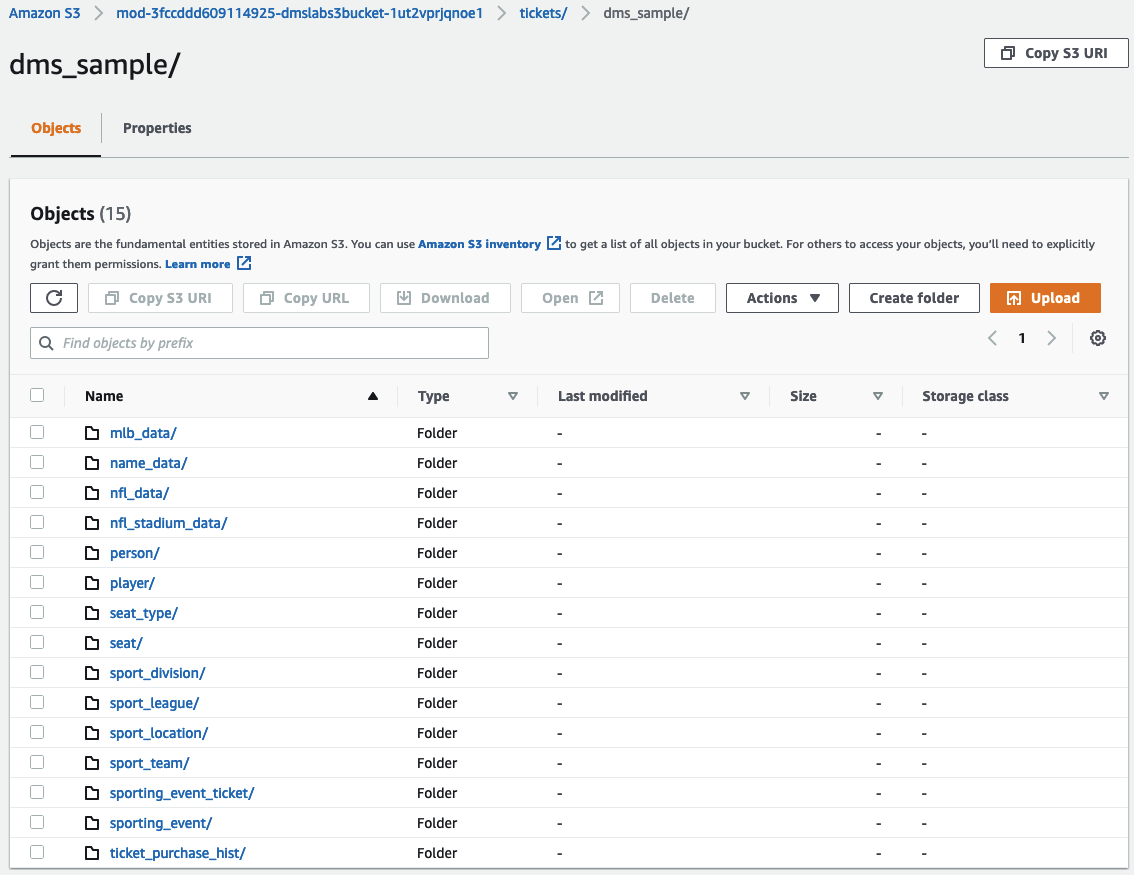 Amazon S3 > mod-3fccddd609114925-dmslabs3bucket-1ut2vprjqnoe1 > tickets/ > dms_sample/
dms_sample/
Copy S3 URI
Objects Properties
Objects (15)
Objects are the fundamental entities stored in Amazon S3. You can use Amazon S3 inventory to get a list of all objects in your bucket. For others to access your objects, you'll need to explicitly
grant them permissions. Learn more
Copy S3 URI Copy URL Download Open Delete Actions Create folder Upload
Find objects by prefix
1
Name Type Last modified Size Storage class
mlb_data/ Folder - - -
name_data/ Folder - - -
nfl_data/ Folder - - -
nfl_stadium_data/ Folder - - -
person/ Folder - - -
player/ Folder - - -
seat_type/ Folder - - -
seat/ Folder - - -
sport_division/ Folder - - -
sport_league/ Folder - - -
sport_location/ Folder - - -
sport_team/ Folder - - -
sporting_event_ticket/ Folder - - -
sporting_event/ Folder - - -
ticket_purchase_hist/ Folder - - -